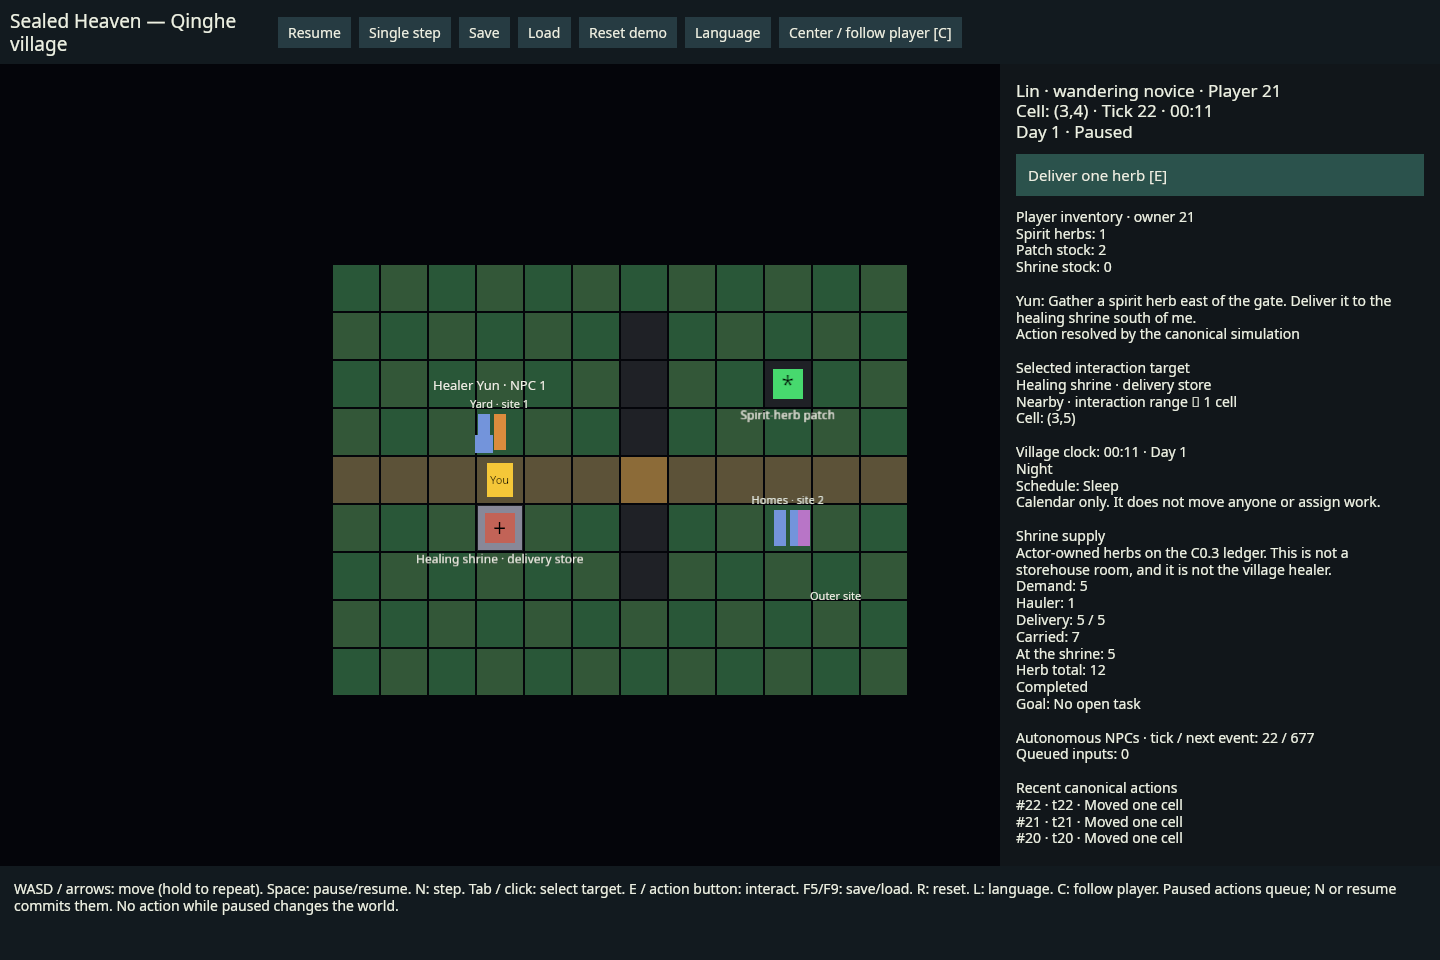 Sealed Heaven — Qinghe
village
Resume
Single step
Save
Load
Reset demo
Language
Center / follow player [C]
Lin · wandering novice · Player 21
Cell: (3,4) · Tick 22 · 00:11
Day 1 · Paused
Deliver one herb [E]
Player inventory · owner 21
Spirit herbs: 1
Patch stock: 2
Shrine stock: 0
Yun: Gather a spirit herb east of the gate. Deliver it to the
healing shrine south of me.
Action resolved by the canonical simulation
Selected interaction target
Healing shrine · delivery store
Nearby · interaction range 1 cell
Cell: (3,5)
Village clock: 00:11 · Day 1
Night
Schedule: Sleep
Calendar only. It does not move anyone or assign work.
Shrine supply
Actor-owned herbs on the C0.3 ledger. This is not a
storehouse room, and it is not the village healer.
Demand: 5
Hauler: 1
Delivery: 5 / 5
Carried: 7
At the shrine: 5
Herb total: 12
Completed
Goal: No open task
Autonomous NPCs · tick / next event: 22 / 677
Queued inputs: 0
Recent canonical actions
#22 · t22 · Moved one cell
#21 · t21 · Moved one cell
#20 · t20 · Moved one cell
Healer Yun · NPC 1
Yard · site 1
*
Spirit herb patch
You
Homes · site 2
+
Healing shrine · delivery store
Outer site
WASD / arrows: move (hold to repeat). Space: pause/resume. N: step. Tab / click: select target. E / action button: interact. F5/F9: save/load. R: reset. L: language. C: follow player. Paused actions queue; N or resume
commits them. No action while paused changes the world.